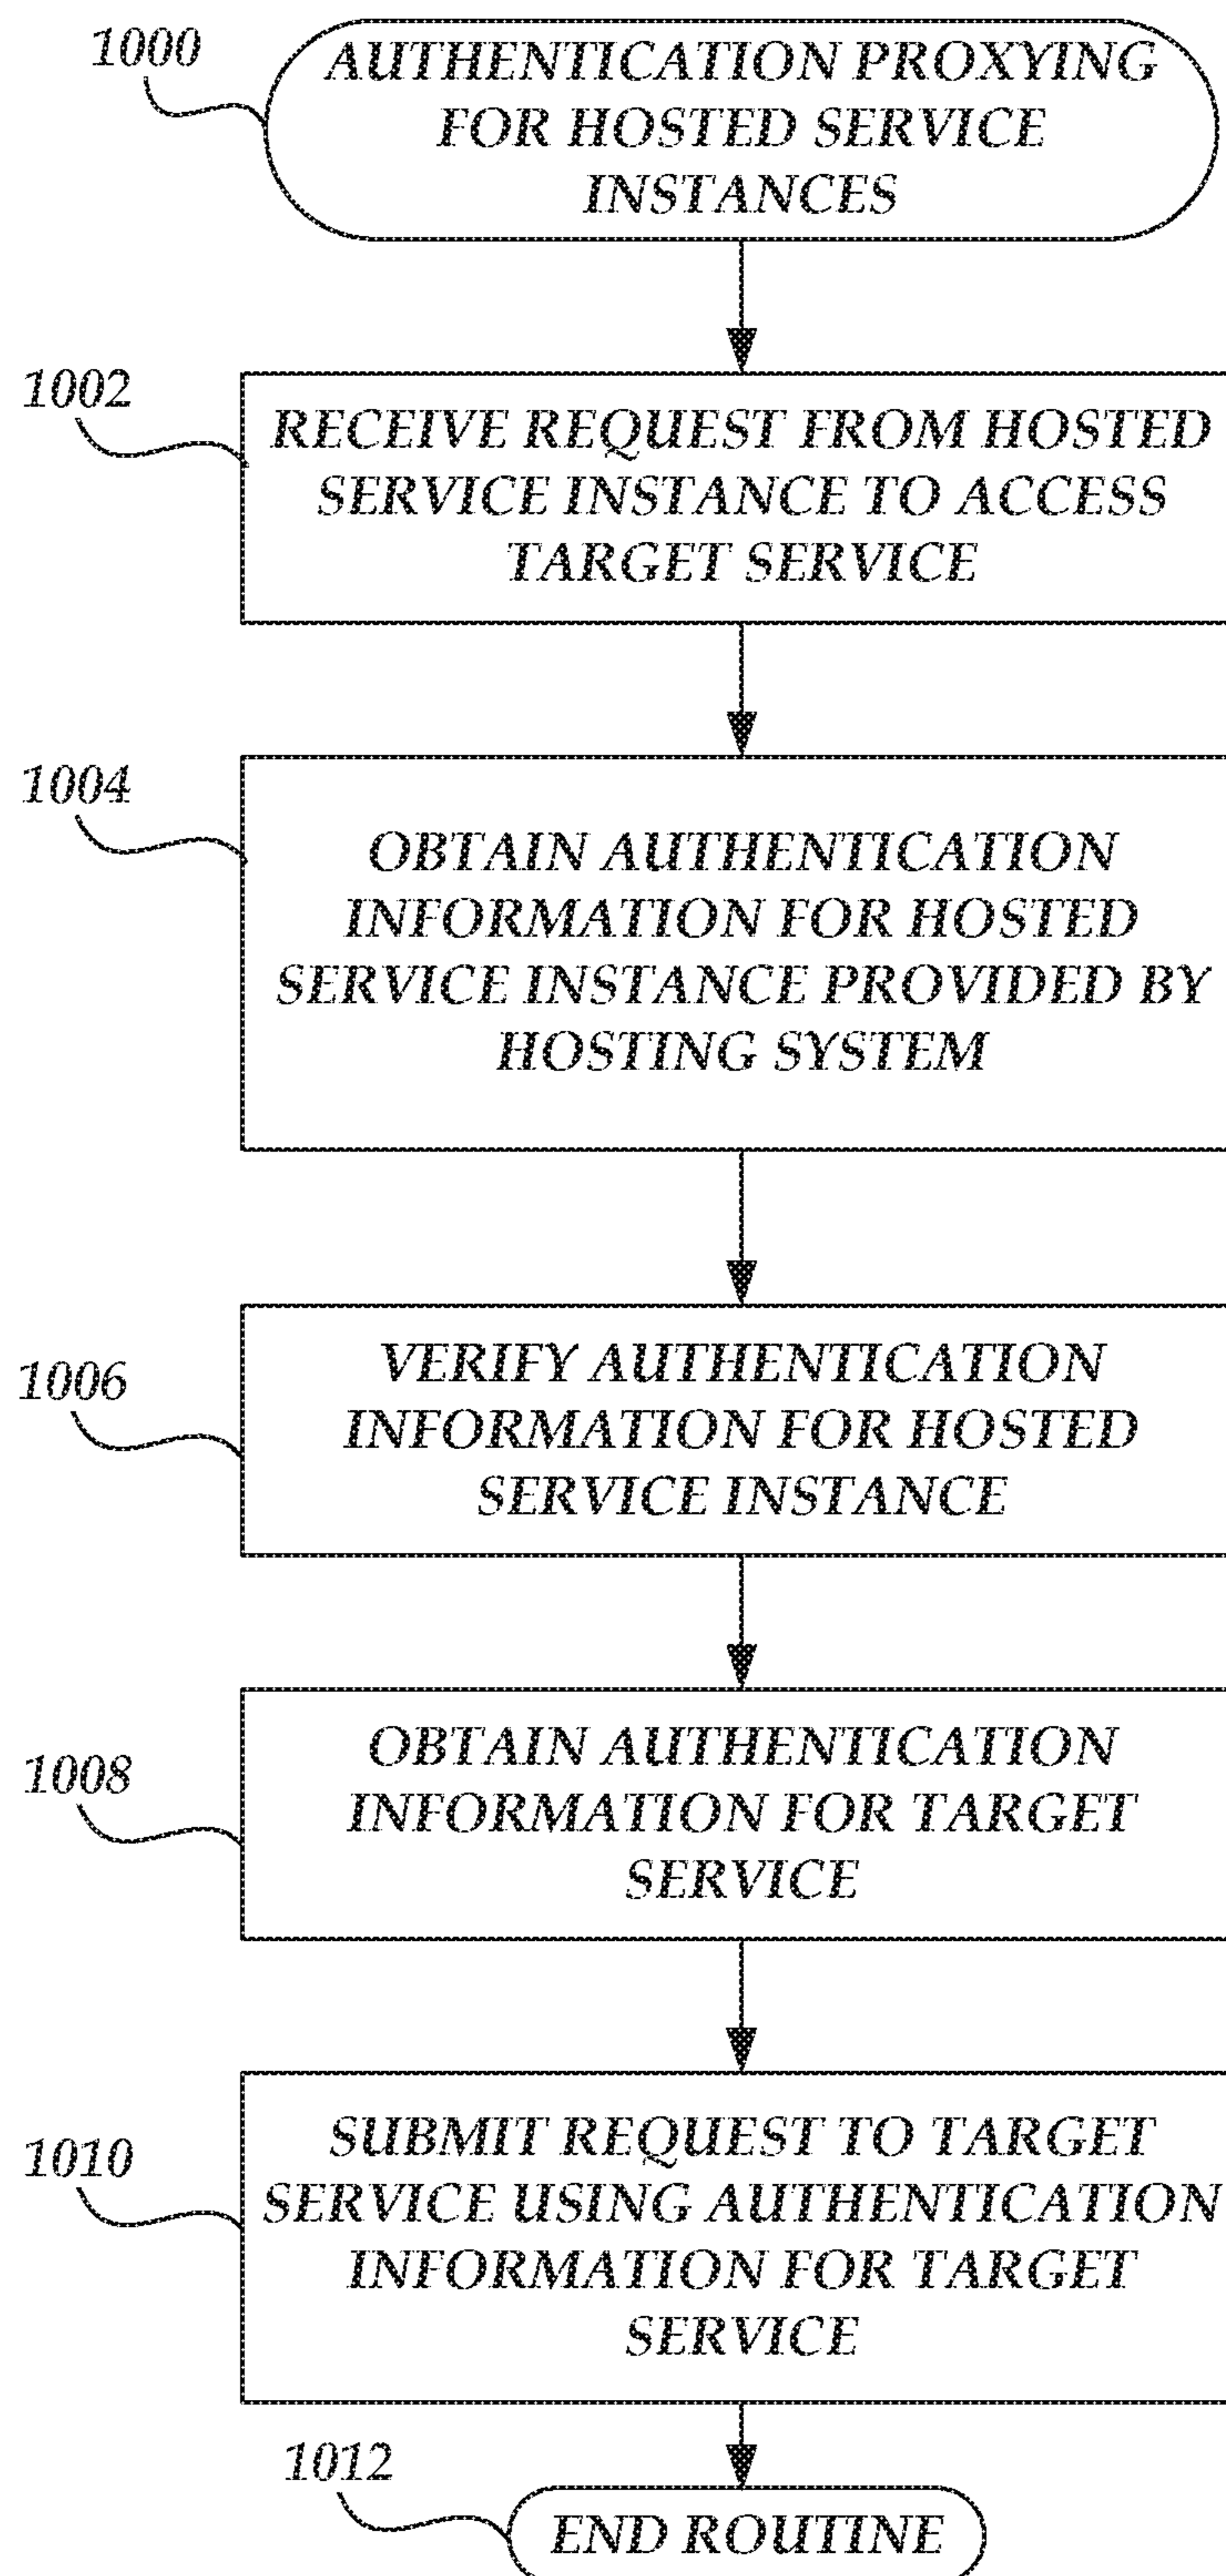 1000
AUTHENTICATION PROXYING
FOR HOSTED SERVICE
INSTANCES
1002
RECEIVE REQUEST FROM HOSTED
SERVICE INSTANCE TO ACCESS
TARGET SERVICE
1004
OBTAIN AUTHENTICATION
INFORMATION FOR HOSTED
SERVICE INSTANCE PROVIDED BY
HOSTING SYSTEM
1006
VERIFY AUTHENTICATION
INFORMATION FOR HOSTED
SERVICE INSTANCE
1008
OBTAIN AUTHENTICATION
INFORMATION FOR TARGET
SERVICE
1010
SUBMIT REQUEST TO TARGET
SERVICE USING AUTHENTICATION
INFORMATION FOR TARGET
SERVICE
1012
END ROUTINE